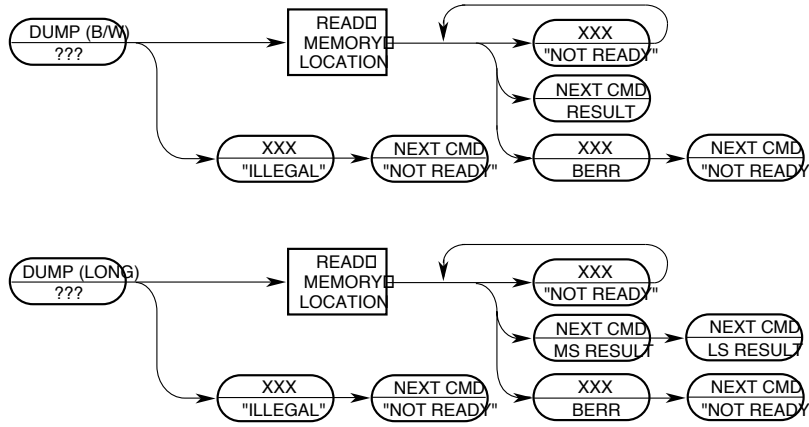 DUMP (B/W)
???
READ
MEMORY
LOCATION
XXX
"NOT READY"
NEXT CMD
RESULT
XXX
"ILLEGAL"
NEXT CMD
"NOT READY"
XXX
BERR
NEXT CMD
"NOT READY
DUMP (LONG)
???
READ
MEMORY
LOCATION
XXX
"NOT READY"
NEXT CMD
MS RESULT
NEXT CMD
LS RESULT
XXX
"ILLEGAL"
NEXT CMD
"NOT READY"
XXX
BERR
NEXT CMD
"NOT READY